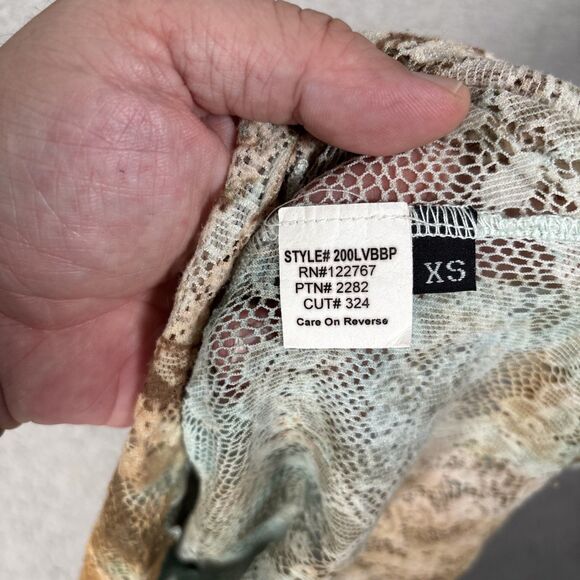 STYLE# 200LVBBP
RN#122767
PTN# 2282
CUT# 324
Care On Reverse
XS